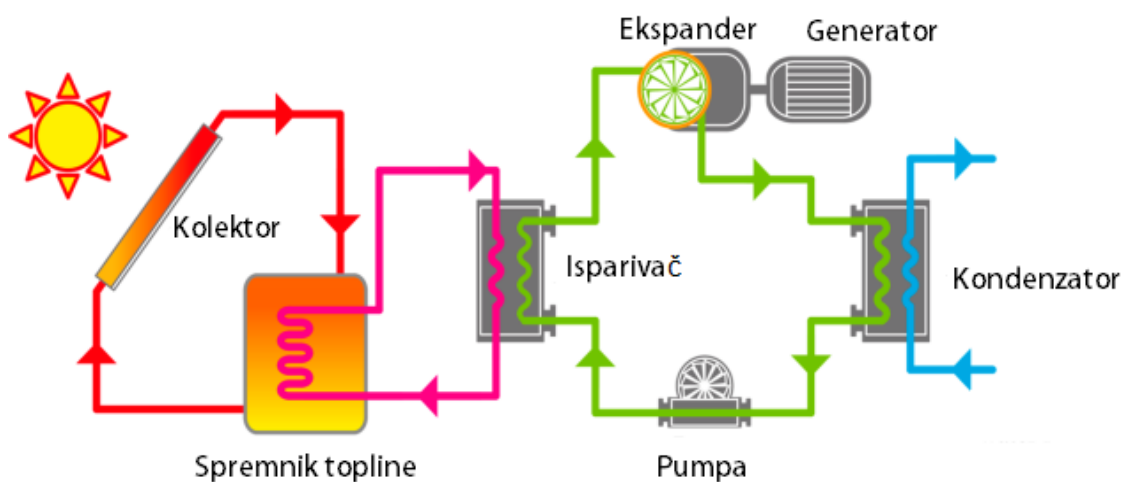 Ekspander
Generator
Kolektor
Isparivač
Kondenzator
Spremnik topline
Pumpa